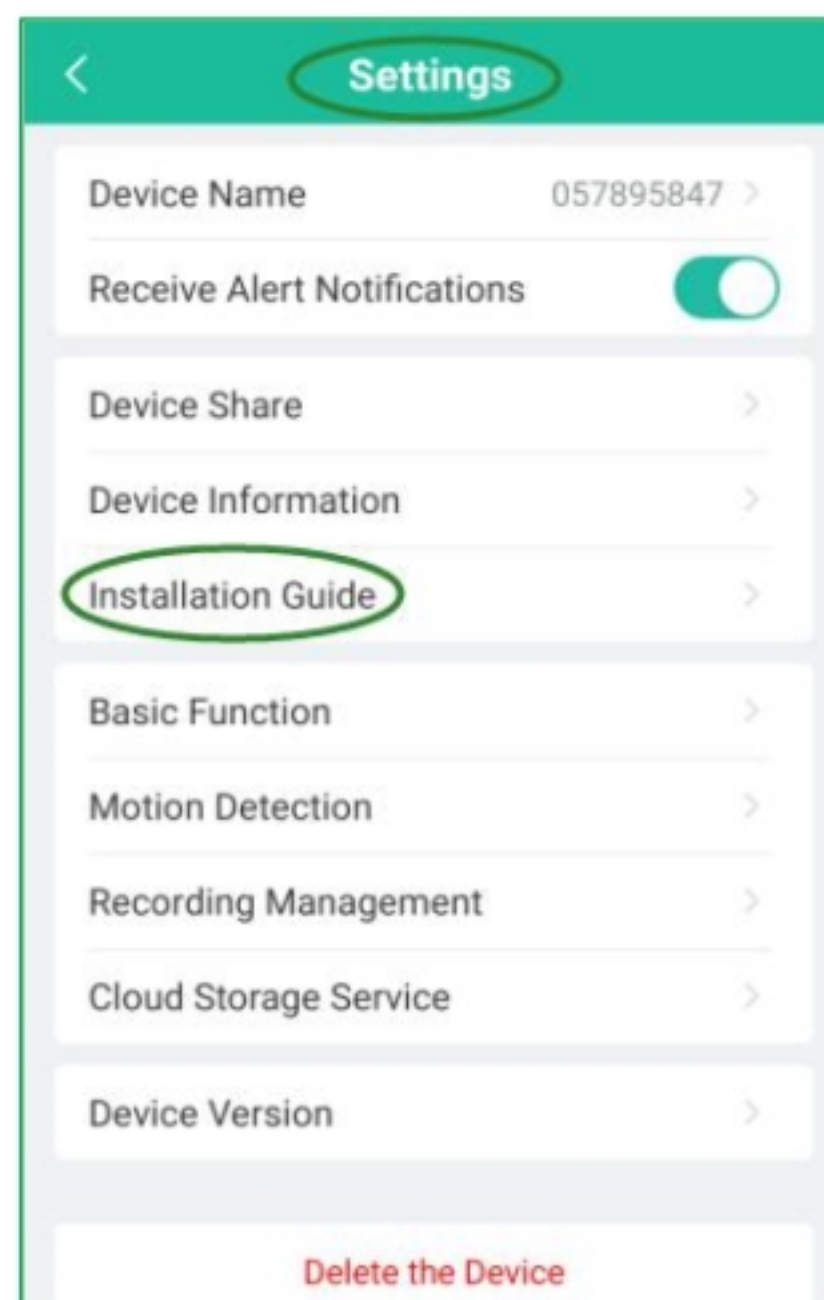 Settings
Device Name 057895847
Receive Alert Notifications
Device Share
Device Information
Installation Guide
Basic Function
Motion Detection
Recording Management
Cloud Storage Service
Device Version
Delete the Device